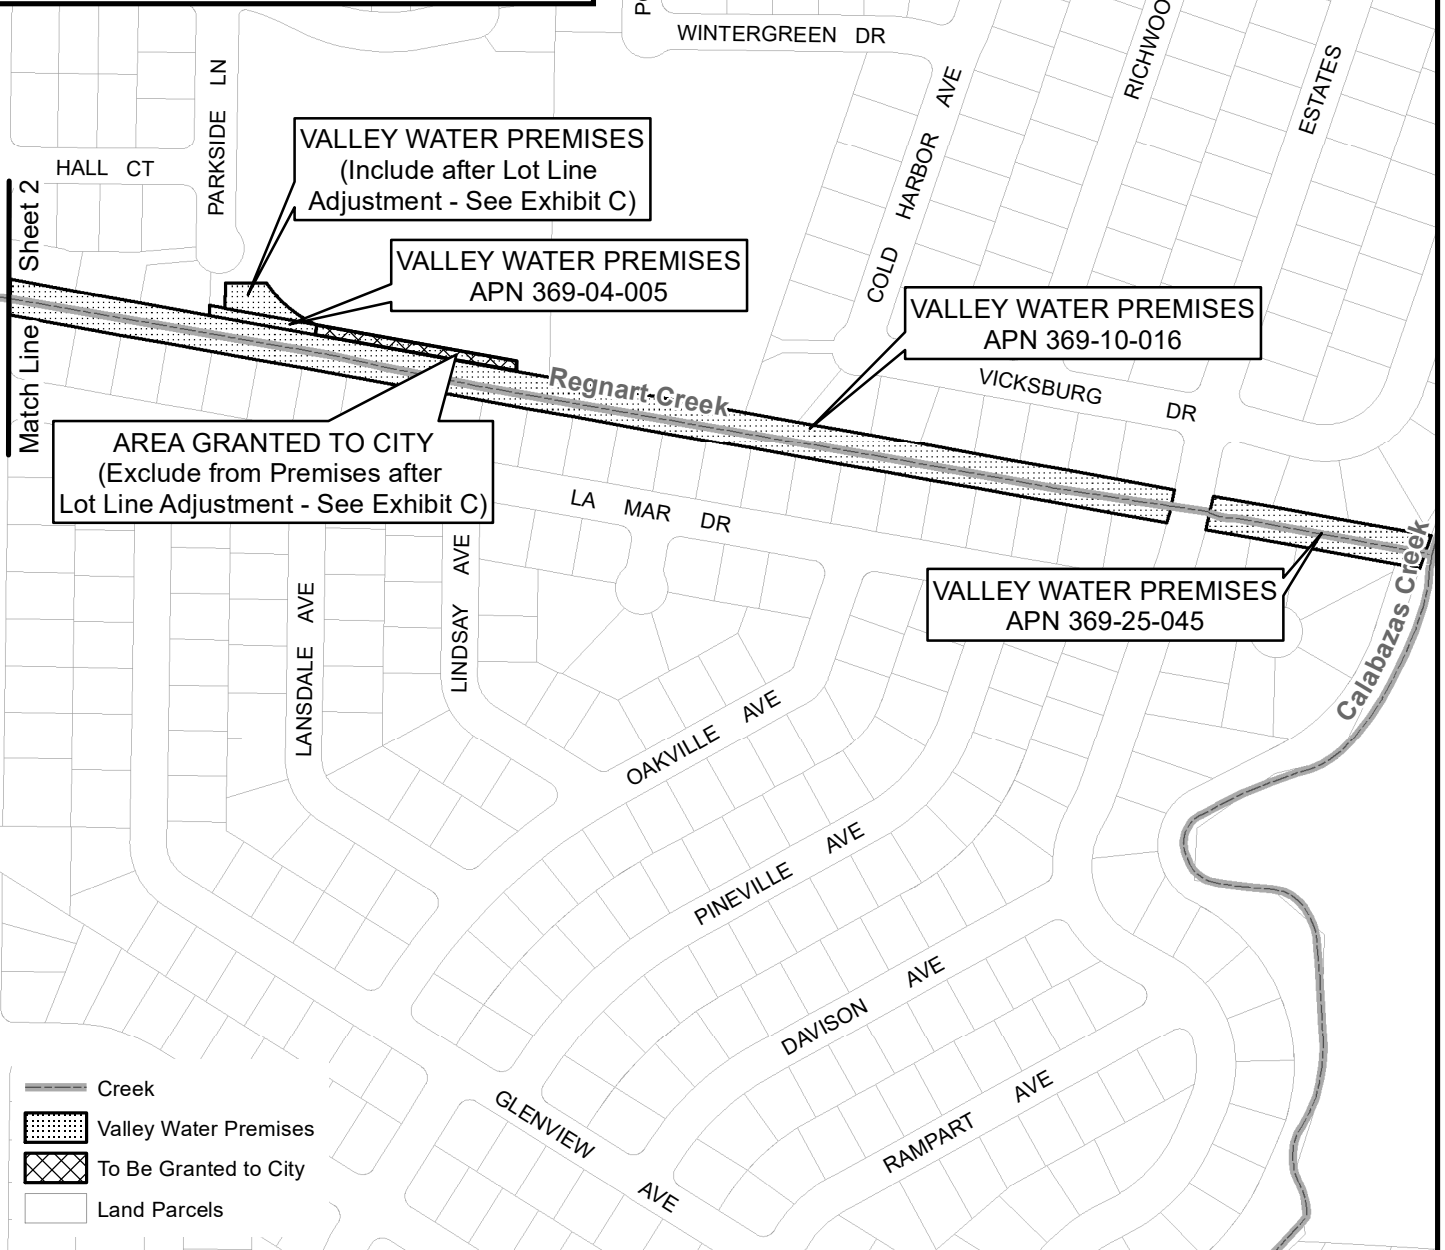 WINTERGREEN DR
RICHWOO
ESTATES
PARKSIDE LN
HALL CT
COLD HARBOR AVE
VALLEY WATER PREMISES
(Include after Lot Line
Adjustment - See Exhibit C)
VALLEY WATER PREMISES
APN 369-04-005
VALLEY WATER PREMISES
APN 369-10-016
Match Line Sheet 2
Regnart Creek
VICKSBURG DR
AREA GRANTED TO CITY
(Exclude from Premises after
Lot Line Adjustment - See Exhibit C)
LA MAR DR
VALLEY WATER PREMISES
APN 369-25-045
Calabazas Creek
LANSDALE AVE
LINDSAY AVE
OAKVILLE AVE
PINEVILLE AVE
DAVISON AVE
RAMPART AVE
GLENVIEW AVE
Creek
Valley Water Premises
To Be Granted to City
Land Parcels